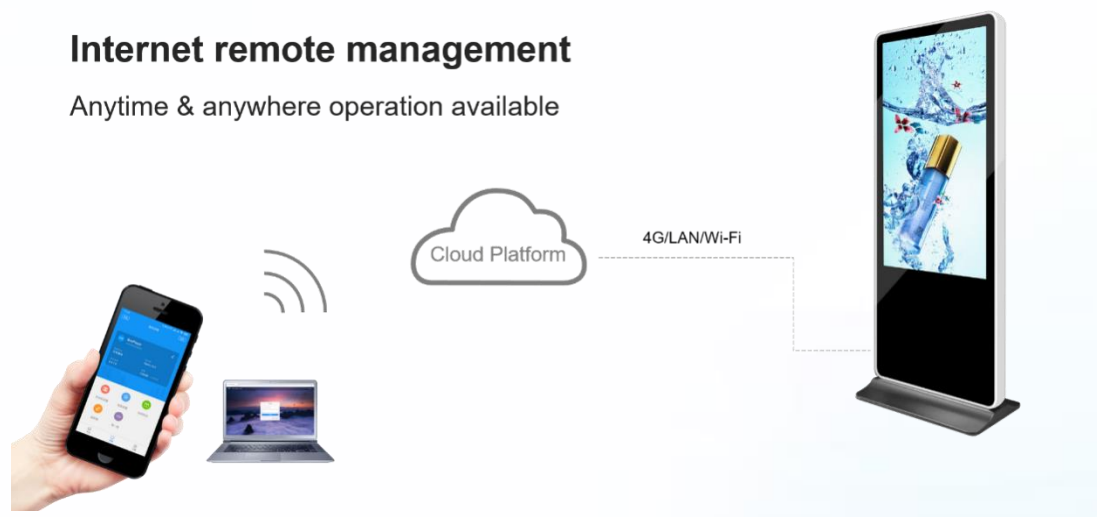 Internet remote management
Anytime & anywhere operation available
4G/LAN/Wi-Fi
Cloud Platform